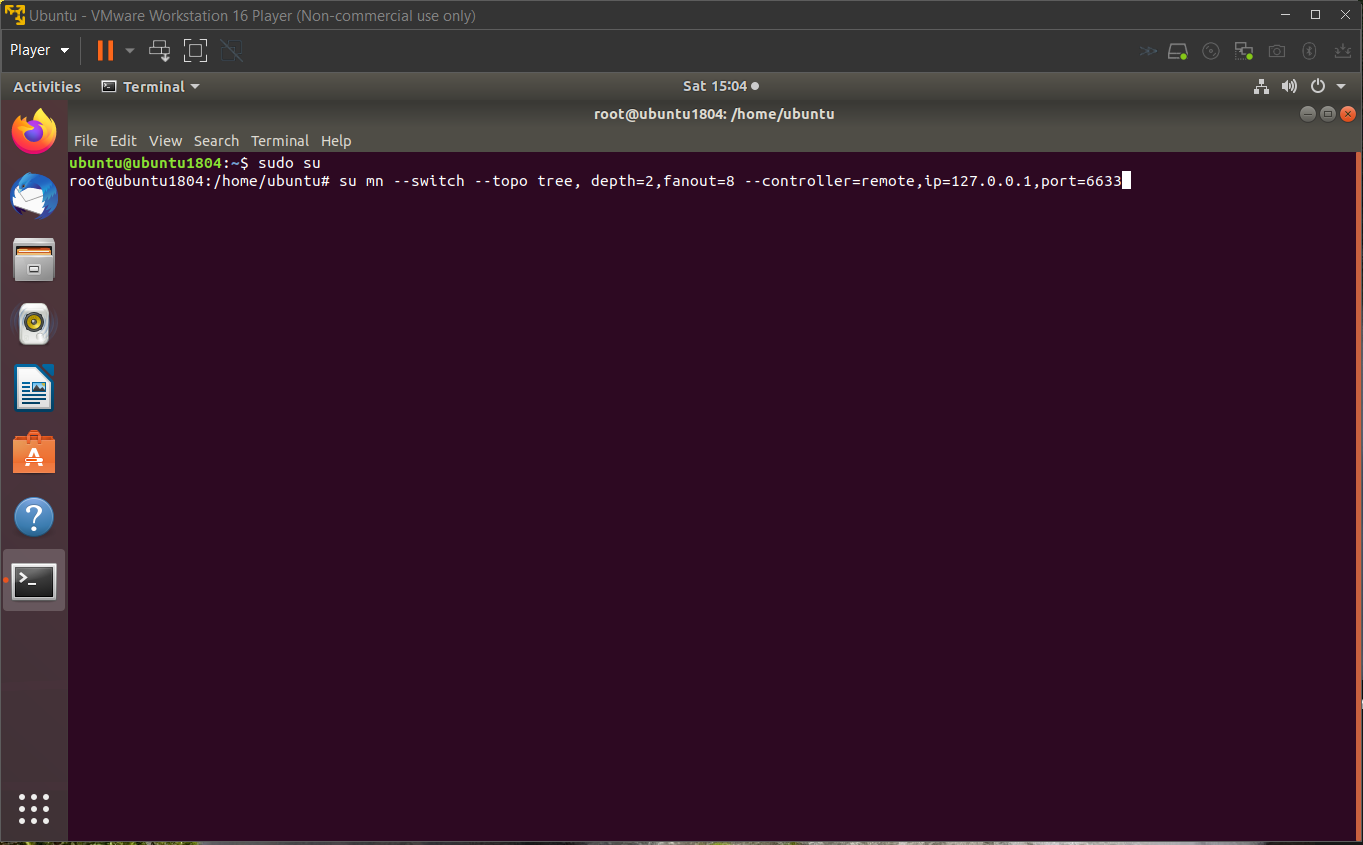 Ubuntu - VMware Workstation 16 Player (Non-commercial use only)
Player
Activities Terminal Sat 15:04
root@ubuntu1804: /home/ubuntu
File Edit View Search Terminal Help
ubuntu@ubuntu1804:~$ sudo su
root@ubuntu1804:/home/ubuntu# su mn --switch --topo tree, depth=2,fanout=8 --controller=remote,ip=127.0.0.1,port=6633